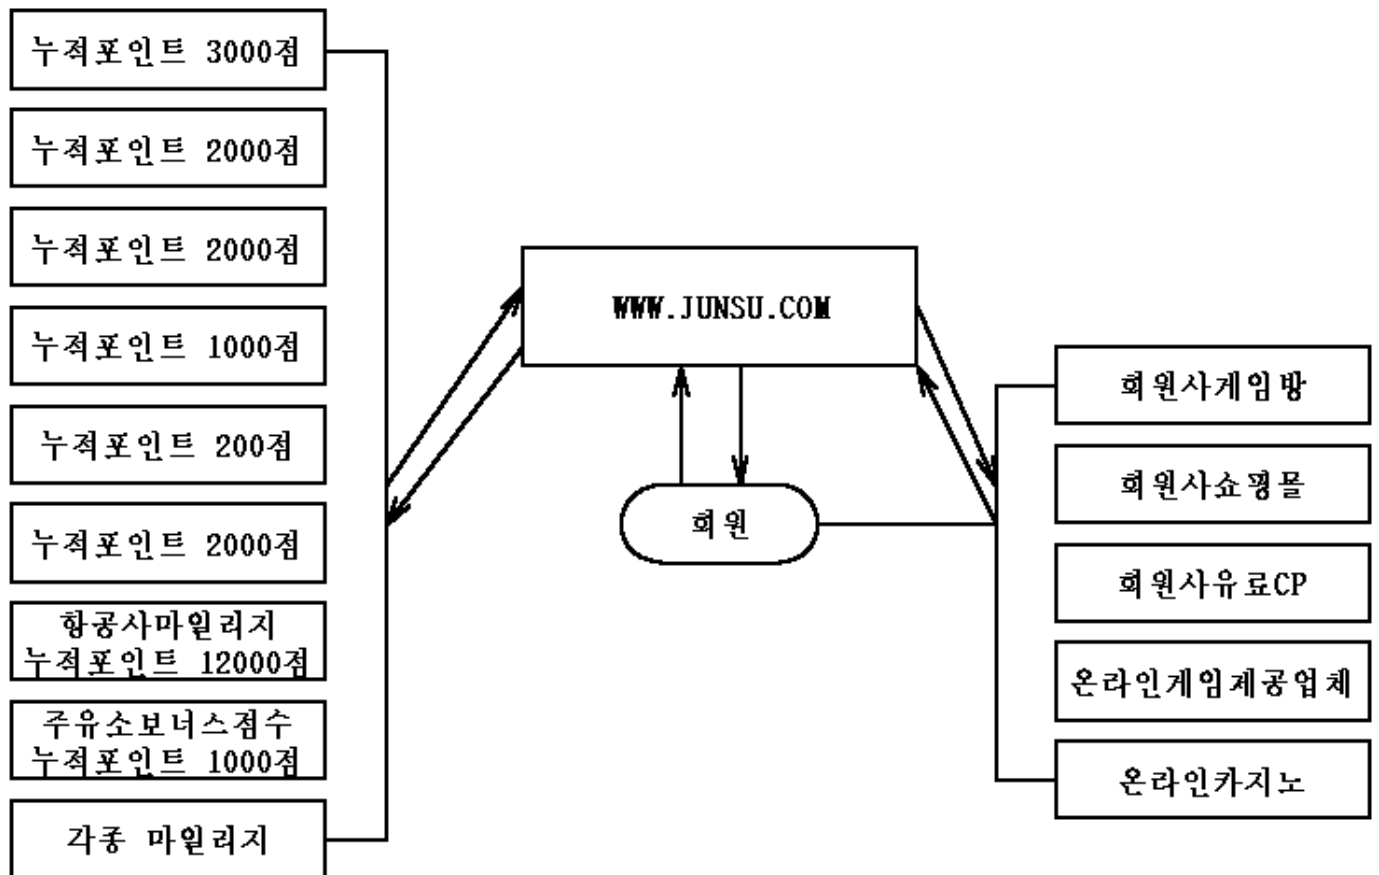 누적포인트 3000점
누적포인트 2000점
누적포인트 2000점
누적포인트 1000점
누적포인트 200점
누적포인트 2000점
항공사마일리지
누적포인트 12000점
주유소보너스점수
누적포인트 1000점
각종 마일리지
WWW.JUNSU.COM
회원
회원사게임방
회원사쇼핑몰
회원사유료CP
온라인게임제공업체
온라인카지노